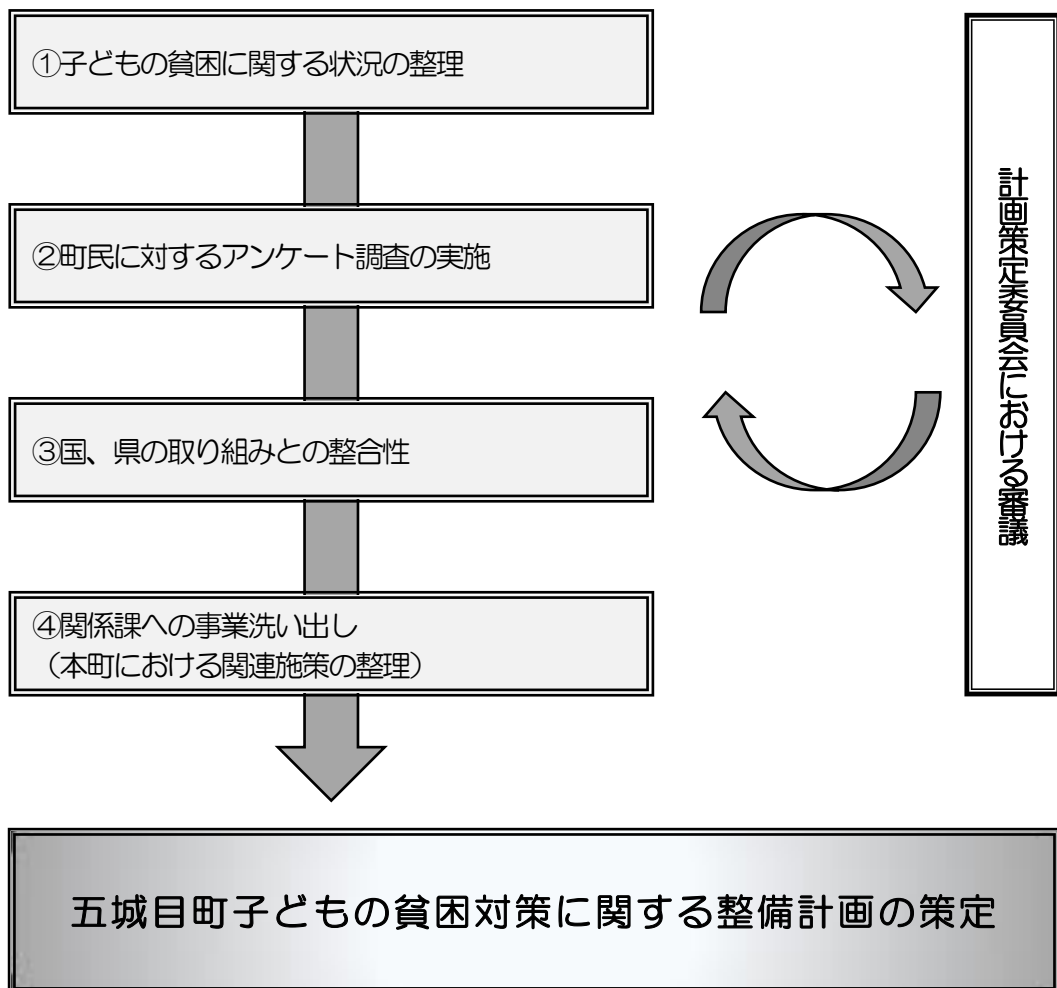 ①子どもの貧困に関する状況の整理
②町民に対するアンケート調査の実施
③国、県の取り組みとの整合性
④関係課への事業洗い出し
（本町における関連施策の整理）
計画策定委員会における審議
五城目町子どもの貧困対策に関する整備計画の策定